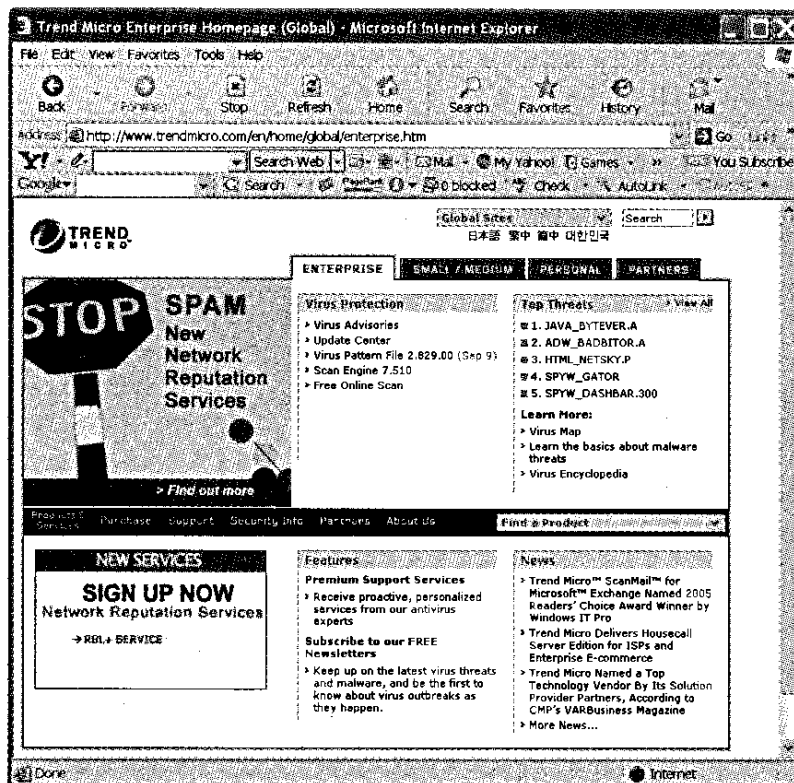 Trend Micro Enterprise Homepage (Global) - Microsoft Internet Explorer
File Edit View Favorites Tools Help
Back Forward Stop Refresh Home Search Favorites History Mail
Address http://www.trendmicro.com/en/home/global/enterprise.htm Go Links »
Y! Search Web Mail My Yahoo! Games » You Subscribe
Google Search PageRank 0 blocked Check AutoLink
TREND MICRO™
Global Sites Search
日本語 繁中 简中 대한민국
ENTERPRISE SMALL / MEDIUM PERSONAL PARTNERS
STOP
SPAM
New
Network
Reputation
Services
> Find out more
Virus Protection
> Virus Advisories
> Update Center
> Virus Pattern File 2.829.00 (Sep 9)
> Scan Engine 7.510
> Free Online Scan
Top Threats > View All
1. JAVA_BYTEVER.A
2. ADW_BADBITOR.A
3. HTML_NETSKY.P
4. SPYW_GATOR
5. SPYW_DASHBAR.300
Learn More:
> Virus Map
> Learn the basics about malware
threats
> Virus Encyclopedia
Products &
Services Purchase Support Security Info Partners About Us Find a Product
NEW SERVICES
SIGN UP NOW
Network Reputation Services
→ RBL+ SERVICE
Features
Premium Support Services
> Receive proactive, personalized
services from our antivirus
experts
Subscribe to our FREE
Newsletters
> Keep up on the latest virus threats
and malware, and be the first to
know about virus outbreaks as
they happen.
News
> Trend Micro™ ScanMail™ for
Microsoft™ Exchange Named 2005
Readers' Choice Award Winner by
Windows IT Pro
> Trend Micro Delivers Housecall
Server Edition for ISPs and
Enterprise E-commerce
> Trend Micro Named a Top
Technology Vendor By Its Solution
Provider Partners, According to
CMP's VARBusiness Magazine
> More News...
Done Internet